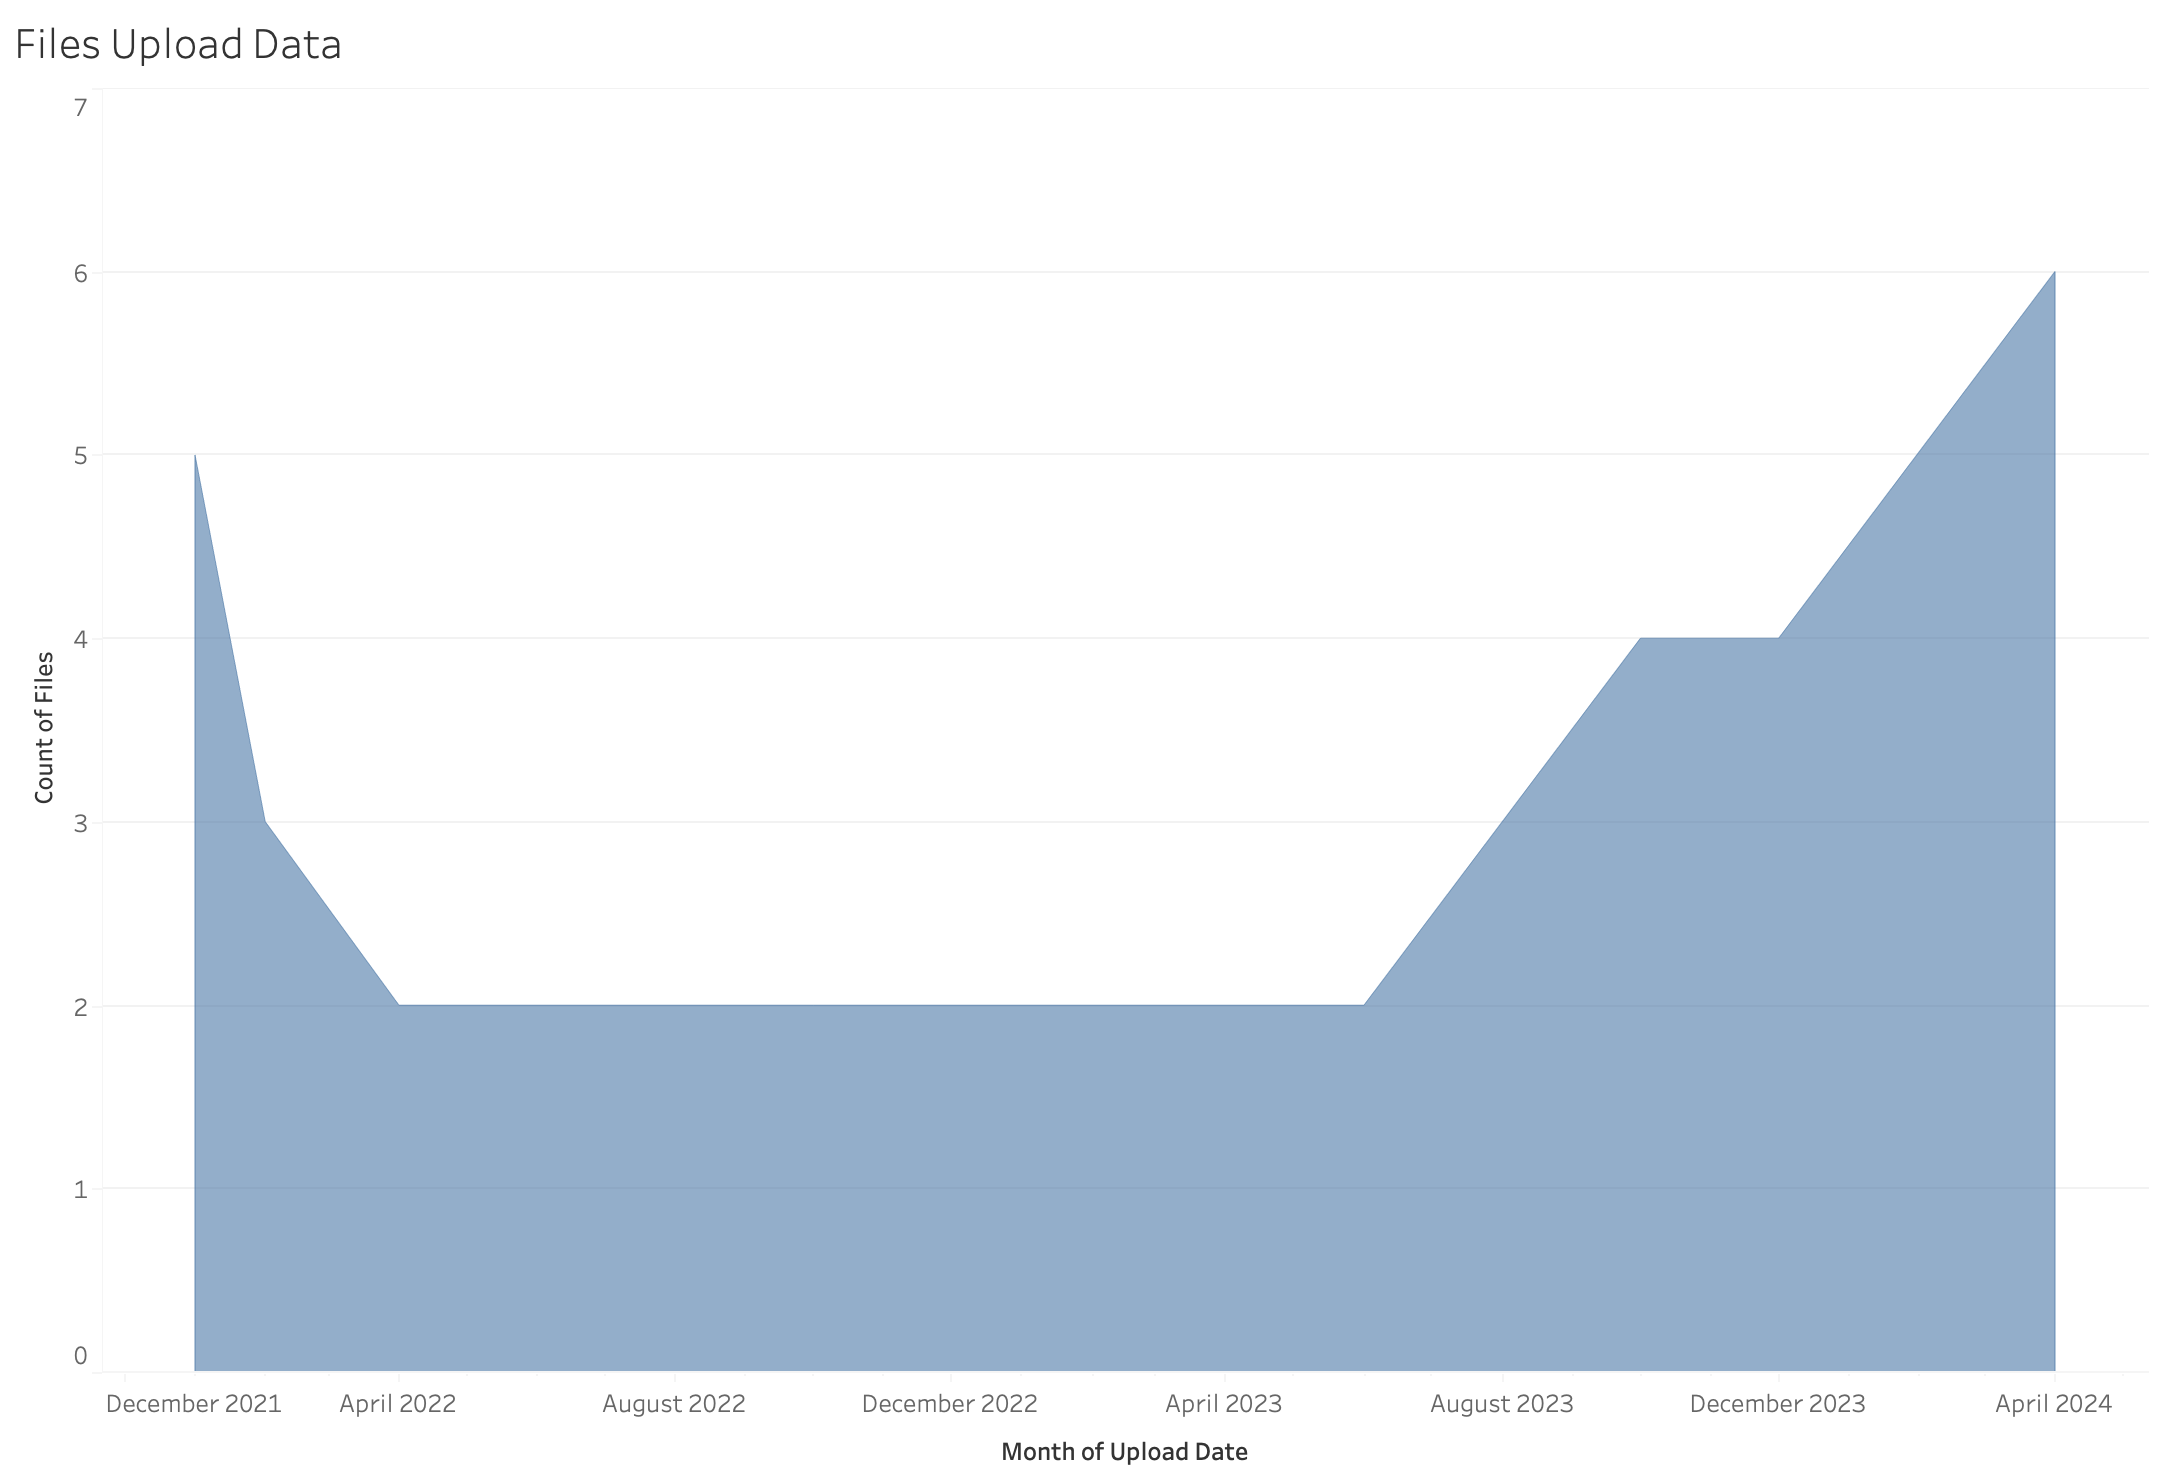 Files Upload Data
7
6
5
4
3
2
1
0
Count of Files
December 2021 April 2022 August 2022 December 2022 April 2023 August 2023 December 2023 April 2024
Month of Upload Date